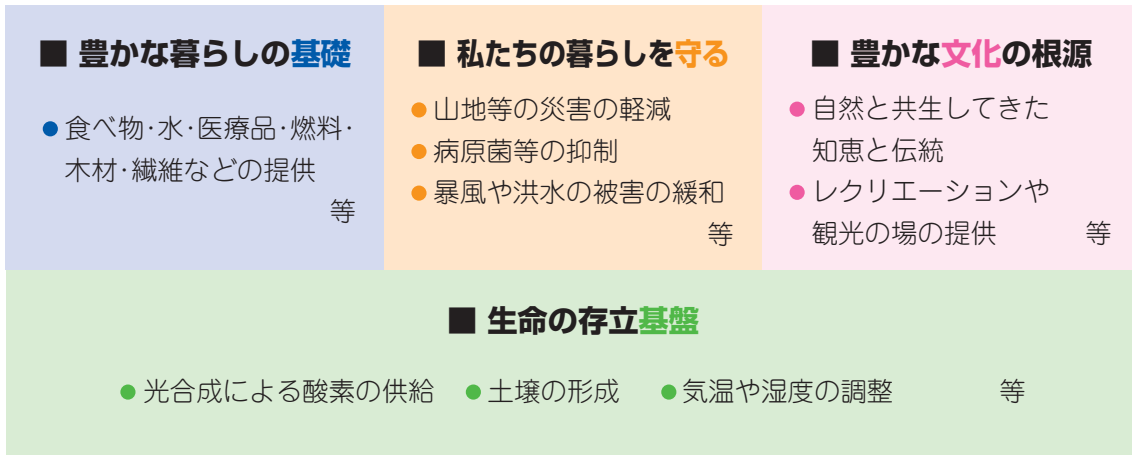 ■ 豊かな暮らしの基礎
● 食べ物・水・医療品・燃料・
木材・繊維などの提供
等
■ 私たちの暮らしを守る
● 山地等の災害の軽減
● 病原菌等の抑制
● 暴風や洪水の被害の緩和
等
■ 豊かな文化の根源
● 自然と共生してきた
知恵と伝統
● レクリエーションや
観光の場の提供 等
■ 生命の存立基盤
● 光合成による酸素の供給 ● 土壌の形成 ● 気温や湿度の調整 等